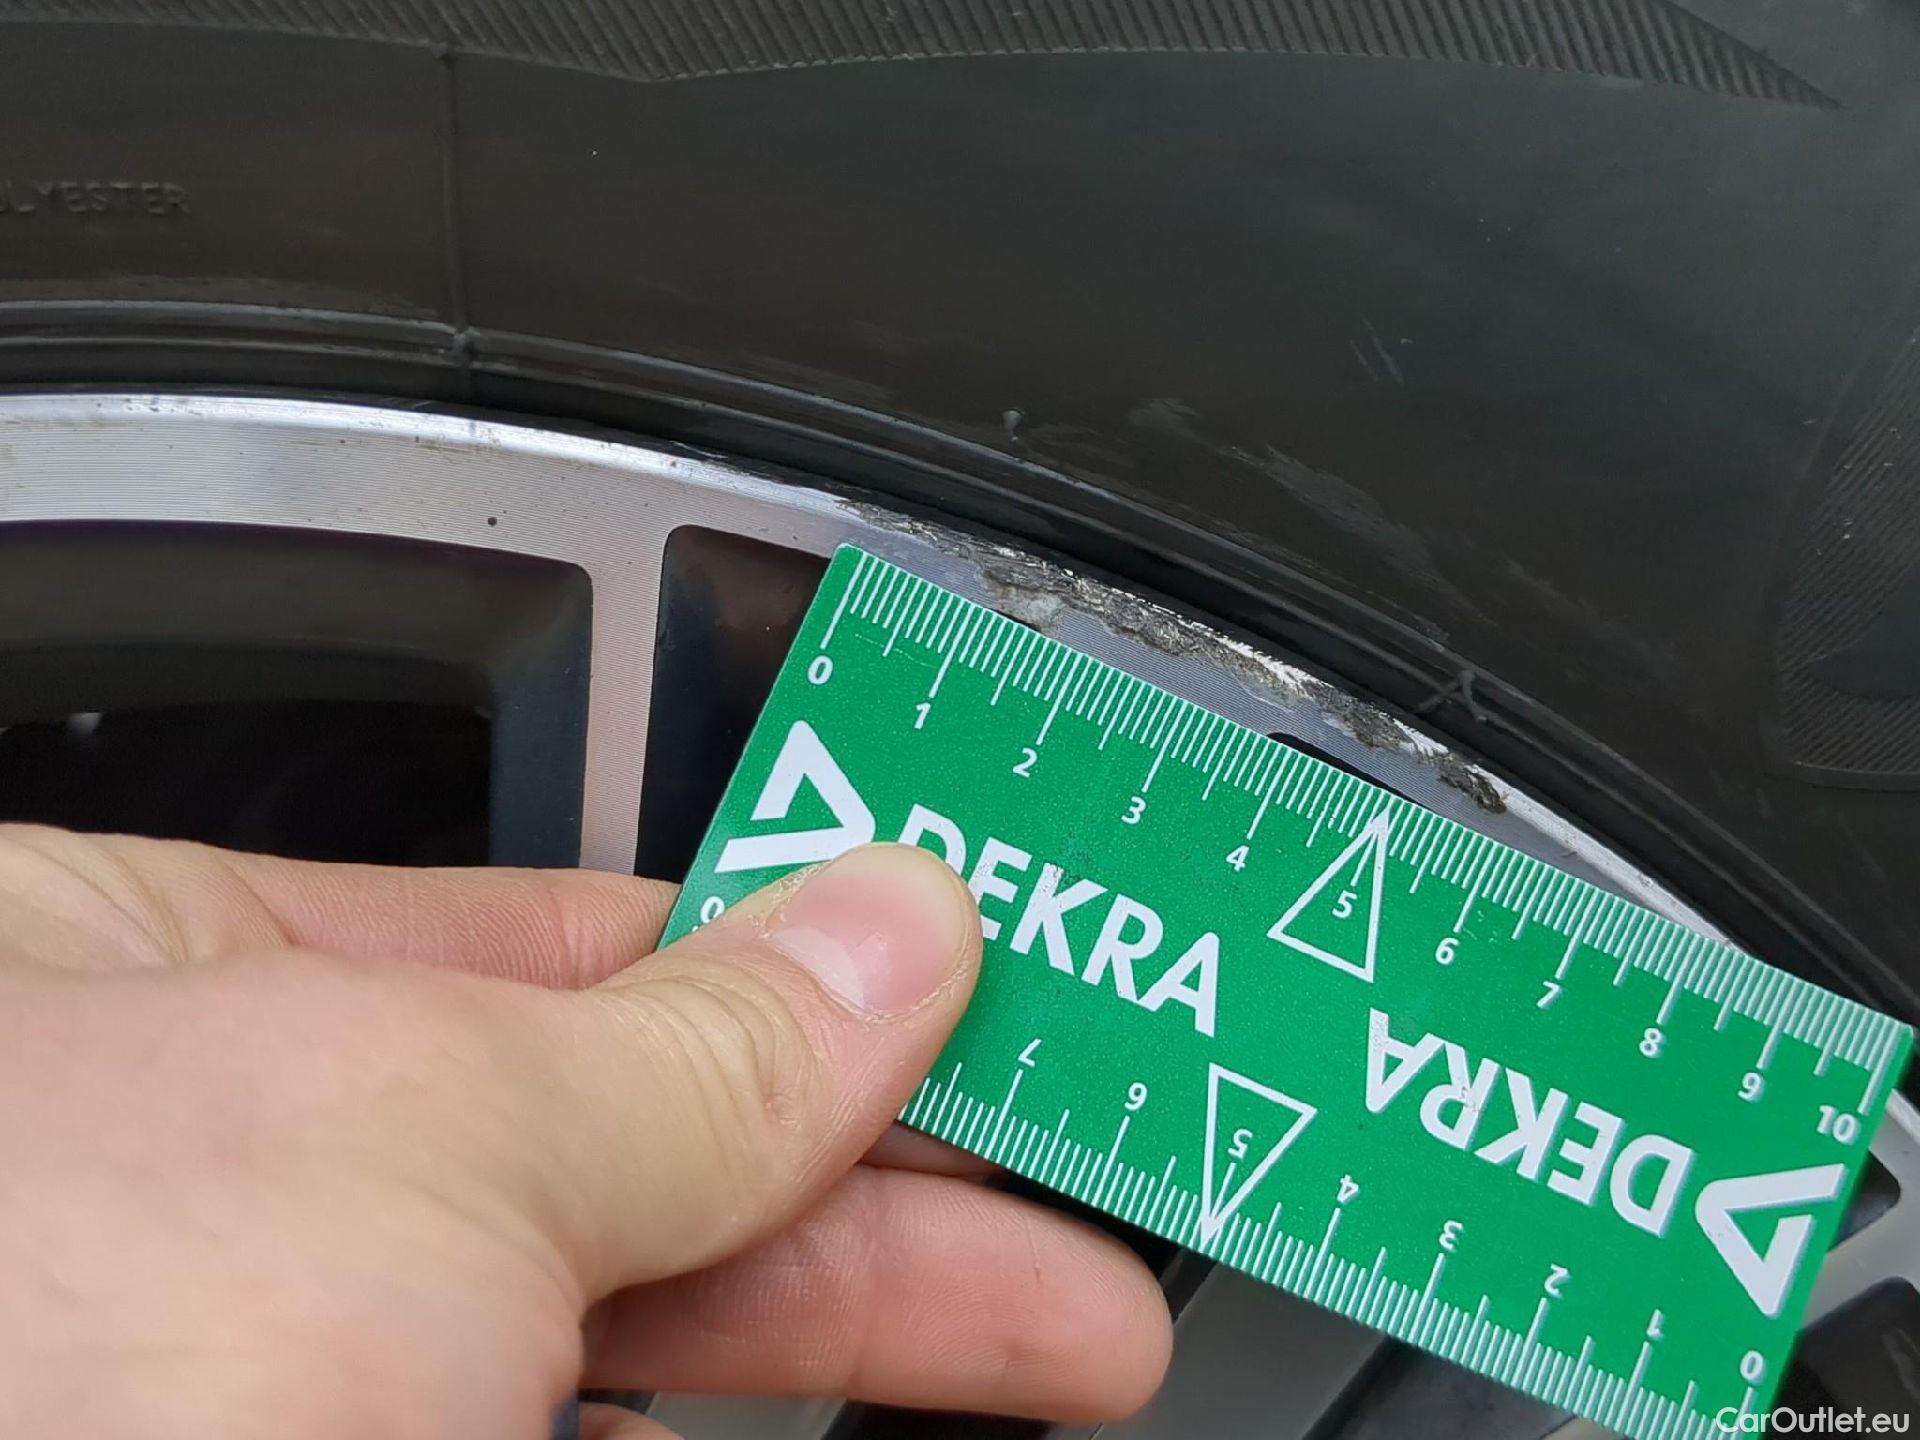 LYESTER
0 1 2 3 4 5 6 7 8 9 10
DEKRA
DEKRA
7 6 5 4 3 2 1 0
CarOutlet.eu